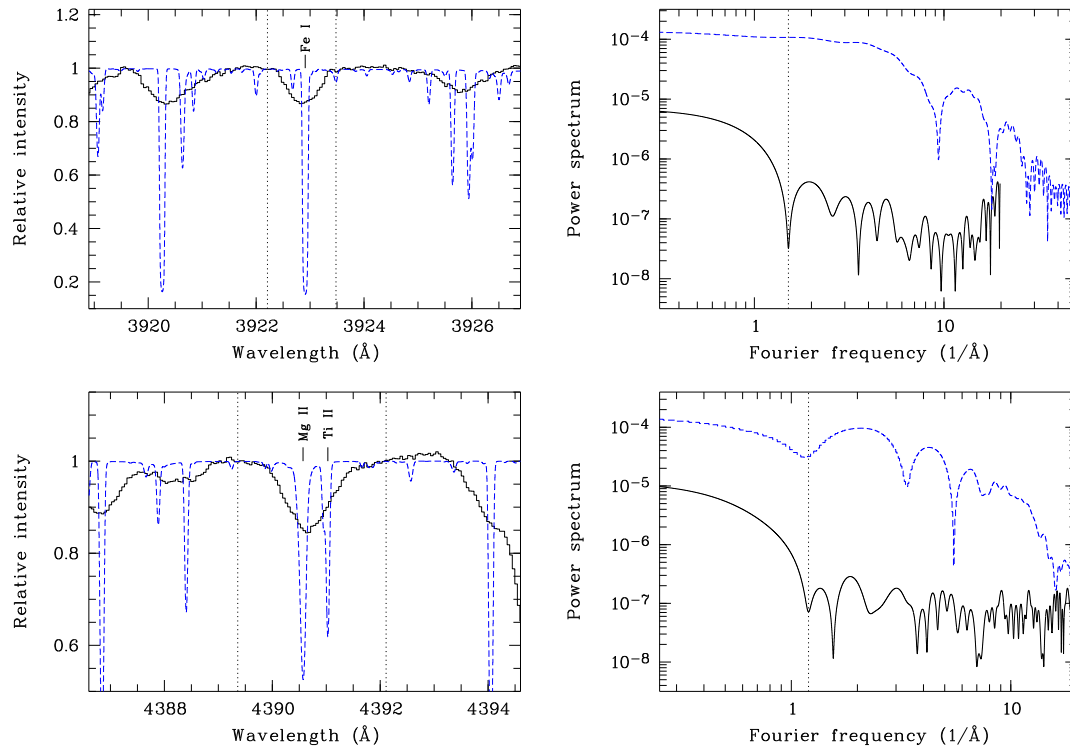 1.2
1
0.8
0.6
0.4
0.2
Relative intensity
Fe I
3920 3922 3924 3926
Wavelength (Å)
10⁻⁴
10⁻⁵
10⁻⁶
10⁻⁷
10⁻⁸
Power spectrum
1 10
Fourier frequency (1/Å)
1
0.8
0.6
Relative intensity
Mg II
Ti II
4388 4390 4392 4394
Wavelength (Å)
10⁻⁴
10⁻⁵
10⁻⁶
10⁻⁷
10⁻⁸
Power spectrum
1 10
Fourier frequency (1/Å)